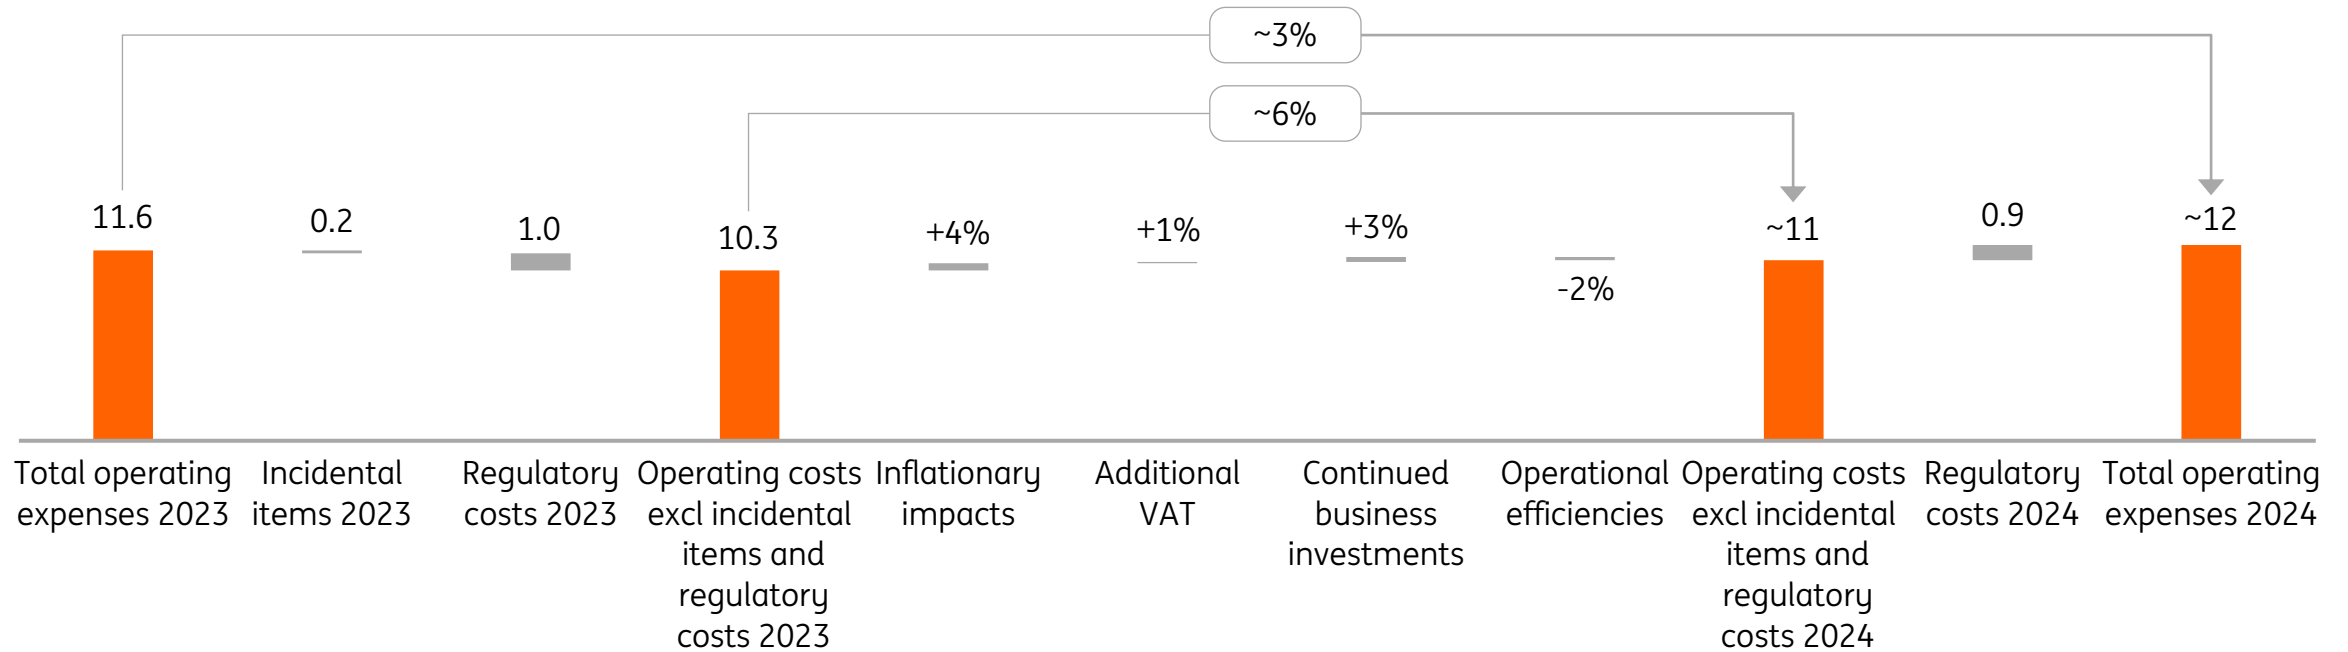 ~3%
~6%
11.6
0.2
1.0
10.3
+4%
+1%
+3%
-2%
~11
0.9
~12
Total operating
expenses 2023
Incidental
items 2023
Regulatory
costs 2023
Operating costs
excl incidental
items and
regulatory
costs 2023
Inflationary
impacts
Additional
VAT
Continued
business
investments
Operational
efficiencies
Operating costs
excl incidental
items and
regulatory
costs 2024
Regulatory
costs 2024
Total operating
expenses 2024